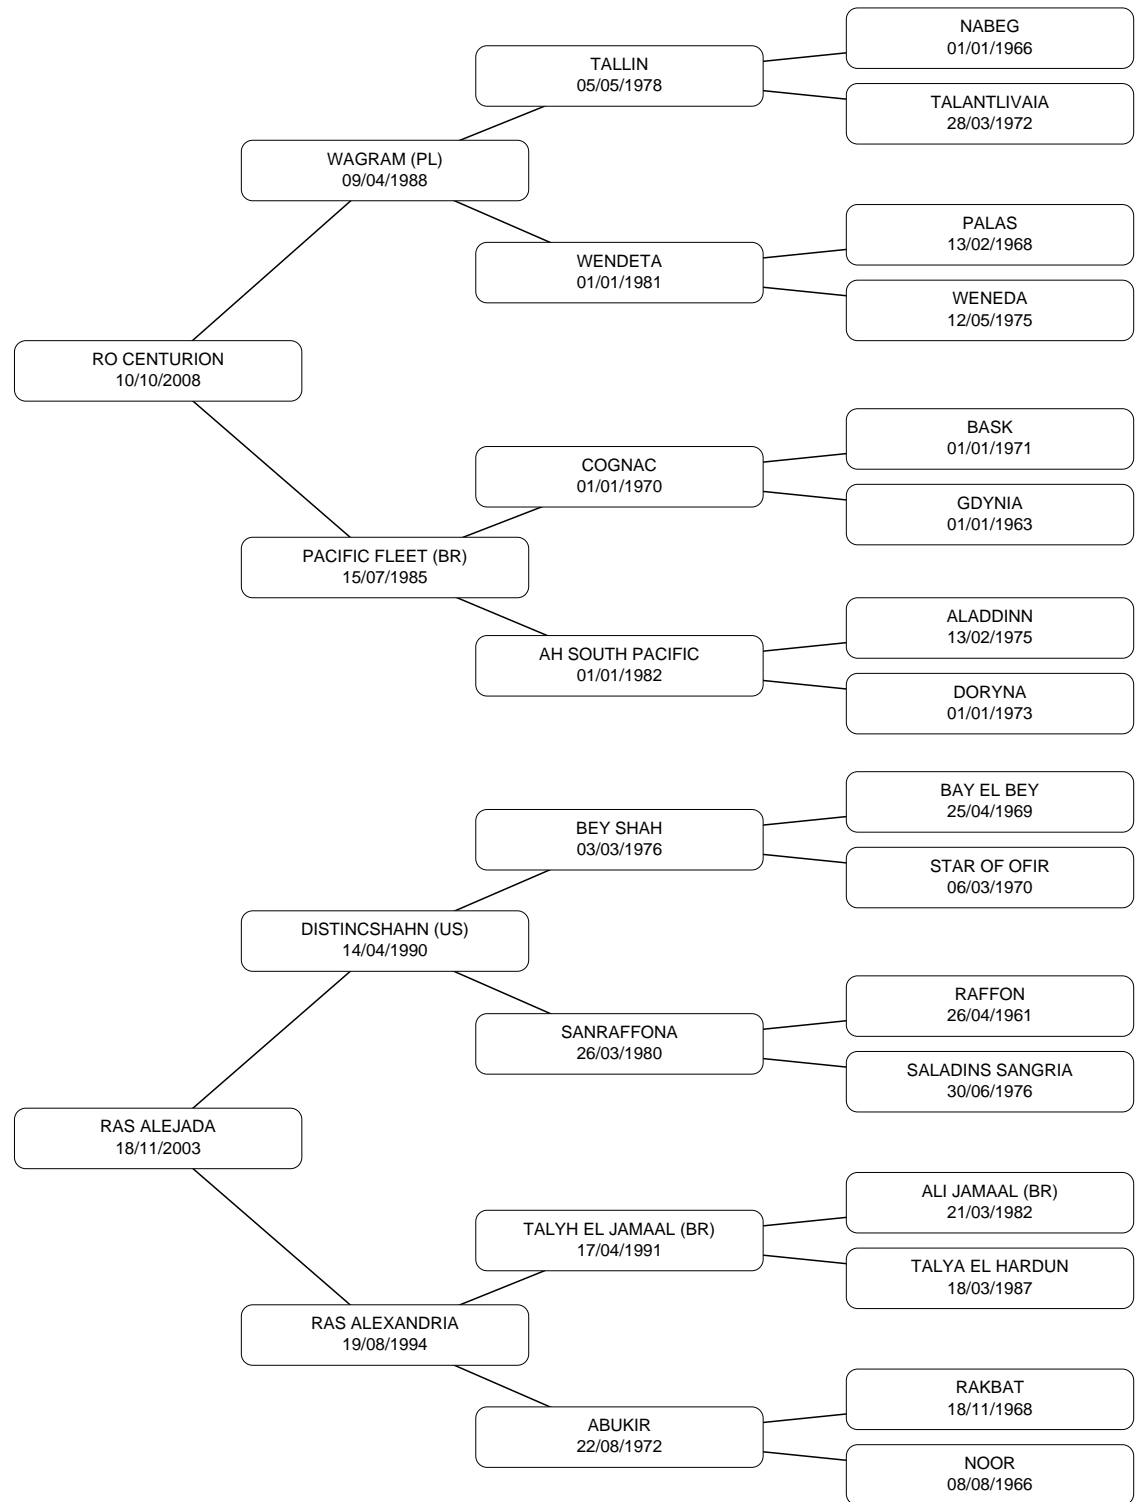 NABEG
01/01/1966
TALLIN
05/05/1978
TALANTLIVAIA
28/03/1972
WAGRAM (PL)
09/04/1988
PALAS
13/02/1968
WENDETA
01/01/1981
WENEDA
12/05/1975
RO CENTURION
10/10/2008
BASK
01/01/1971
COGNAC
01/01/1970
GDYNIA
01/01/1963
PACIFIC FLEET (BR)
15/07/1985
ALADDINN
13/02/1975
AH SOUTH PACIFIC
01/01/1982
DORYNA
01/01/1973
BAY EL BEY
25/04/1969
BEY SHAH
03/03/1976
STAR OF OFIR
06/03/1970
DISTINCSHAHN (US)
14/04/1990
RAFFON
26/04/1961
SANRAFFONA
26/03/1980
SALADINS SANGRIA
30/06/1976
RAS ALEJADA
18/11/2003
ALI JAMAAL (BR)
21/03/1982
TALYH EL JAMAAL (BR)
17/04/1991
TALYA EL HARDUN
18/03/1987
RAS ALEXANDRIA
19/08/1994
RAKBAT
18/11/1968
ABUKIR
22/08/1972
NOOR
08/08/1966